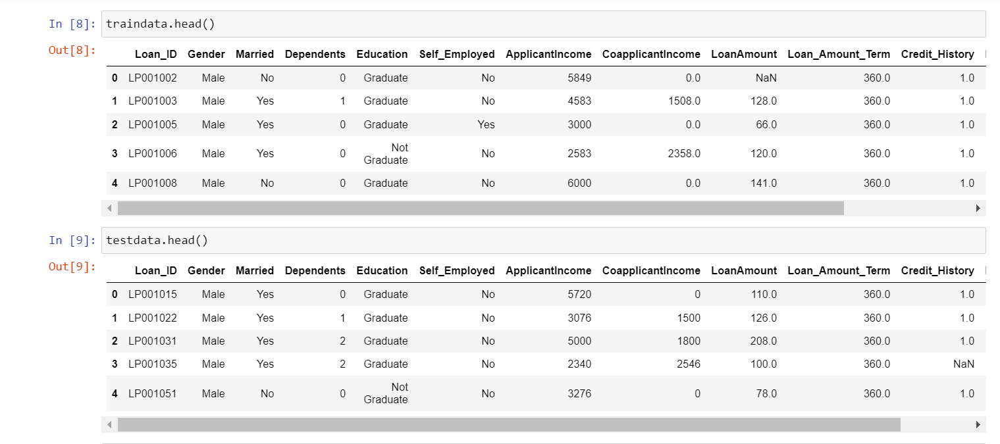 In [8]: traindata.head()
Out[8]:
Loan_ID Gender Married Dependents Education Self_Employed ApplicantIncome CoapplicantIncome LoanAmount Loan_Amount_Term Credit_History
0 LP001002 Male No 0 Graduate No 5849 0.0 NaN 360.0 1.0
1 LP001003 Male Yes 1 Graduate No 4583 1508.0 128.0 360.0 1.0
2 LP001005 Male Yes 0 Graduate Yes 3000 0.0 66.0 360.0 1.0
3 LP001006 Male Yes 0 Not Graduate No 2583 2358.0 120.0 360.0 1.0
4 LP001008 Male No 0 Graduate No 6000 0.0 141.0 360.0 1.0
In [9]: testdata.head()
Out[9]:
Loan_ID Gender Married Dependents Education Self_Employed ApplicantIncome CoapplicantIncome LoanAmount Loan_Amount_Term Credit_History
0 LP001015 Male Yes 0 Graduate No 5720 0 110.0 360.0 1.0
1 LP001022 Male Yes 1 Graduate No 3076 1500 126.0 360.0 1.0
2 LP001031 Male Yes 2 Graduate No 5000 1800 208.0 360.0 1.0
3 LP001035 Male Yes 2 Graduate No 2340 2546 100.0 360.0 NaN
4 LP001051 Male No 0 Not Graduate No 3276 0 78.0 360.0 1.0